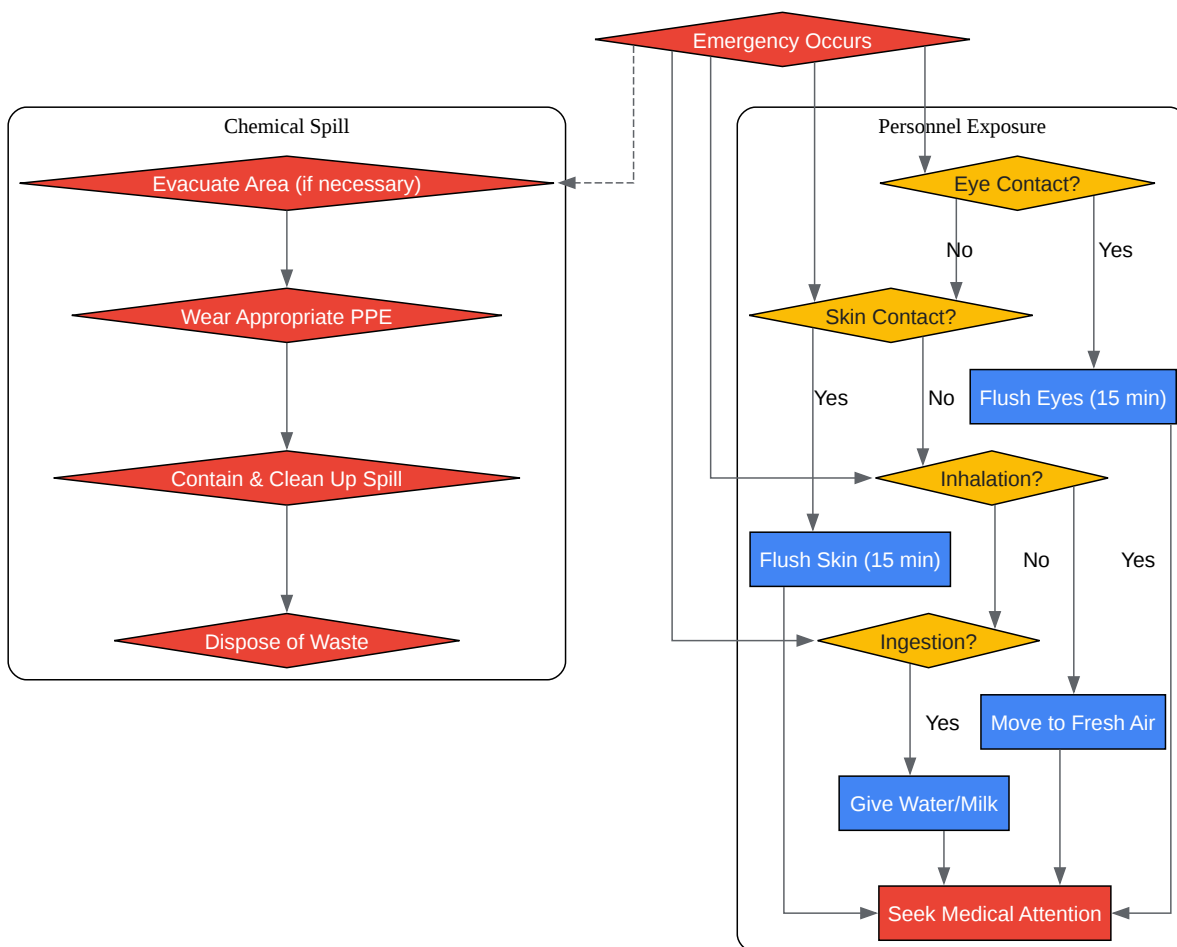 Emergency Occurs
Chemical Spill
Evacuate Area (if necessary)
Wear Appropriate PPE
Contain & Clean Up Spill
Dispose of Waste
Personnel Exposure
Eye Contact?
No
Yes
Skin Contact?
Flush Eyes (15 min)
Yes
No
Inhalation?
Flush Skin (15 min)
No
Yes
Ingestion?
Yes
Move to Fresh Air
Give Water/Milk
Seek Medical Attention